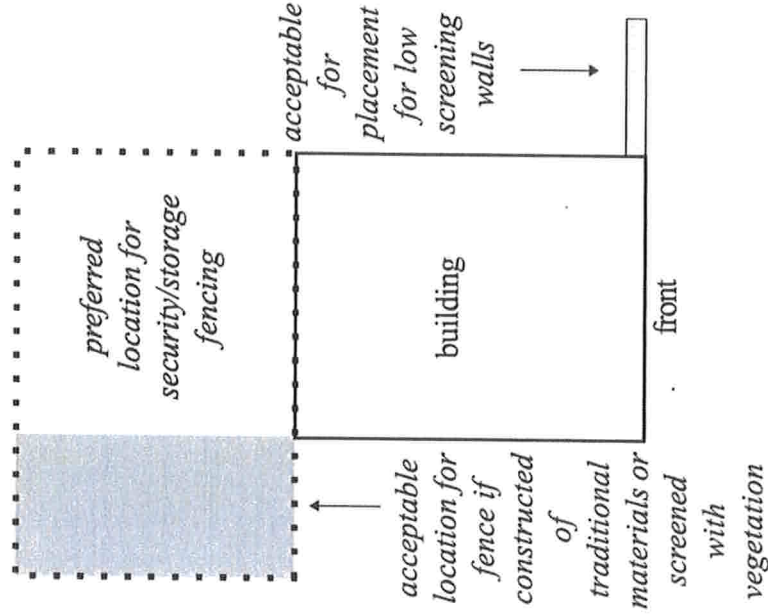 preferred
location for
security/storage
fencing
acceptable
for
placement
for low
screening
walls
building
front
acceptable
location for
fence if
constructed
of
traditional
materials or
screened
with
vegetation